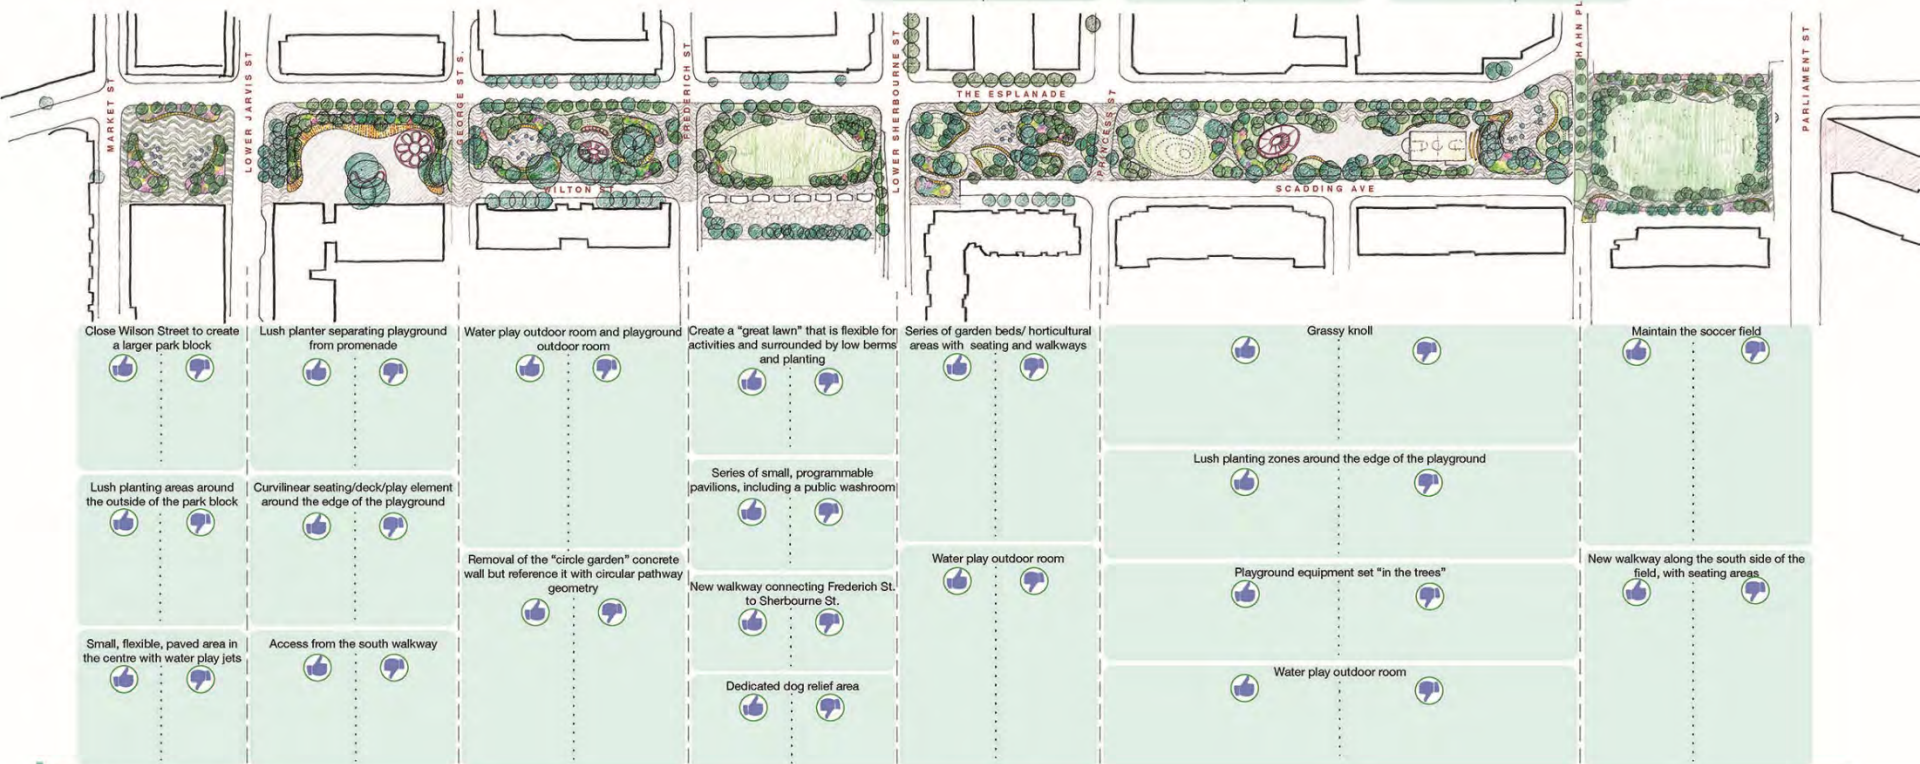 MARKET ST
LOWER JARVIS ST
GEORGE ST S.
FREDERICH ST
LOWER SHERBOURNE ST
THE ESPLANADE
PRINCESS ST
HAHN PL
PARLIAMENT ST
WILTON ST
SCADDING AVE
Close Wilson Street to create
a larger park block
Lush planting areas around
the outside of the park block
Small, flexible, paved area in
the centre with water play jets
Lush planter separating playground
from promenade
Curvilinear seating/deck/play element
around the edge of the playground
Access from the south walkway
Water play outdoor room and playground
outdoor room
Removal of the “circle garden” concrete
wall but reference it with circular pathway
geometry
Create a “great lawn” that is flexible for
activities and surrounded by low berms
and planting
Series of small, programmable
pavilions, including a public washroom
New walkway connecting Frederich St.
to Sherbourne St.
Dedicated dog relief area
Series of garden beds/ horticultural
areas with seating and walkways
Water play outdoor room
Grassy knoll
Lush planting zones around the edge of the playground
Playground equipment set “in the trees”
Water play outdoor room
Maintain the soccer field
New walkway along the south side of the
field, with seating areas